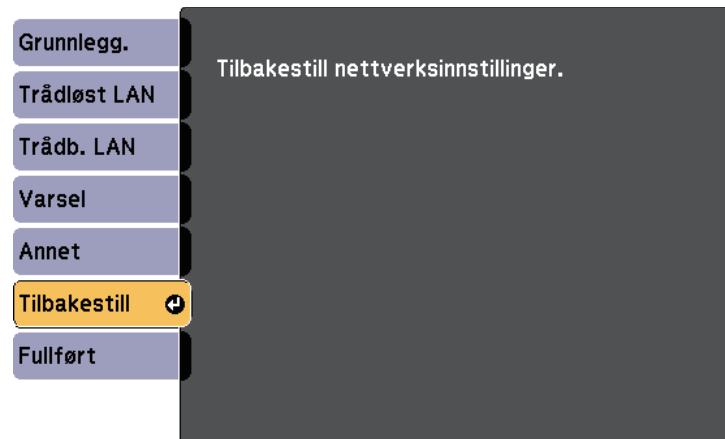 Grunnlegg.
Trådløst LAN
Trådb. LAN
Varsel
Annet
Tilbakestill
Fullført
Tilbakestill nettverksinnstillinger.